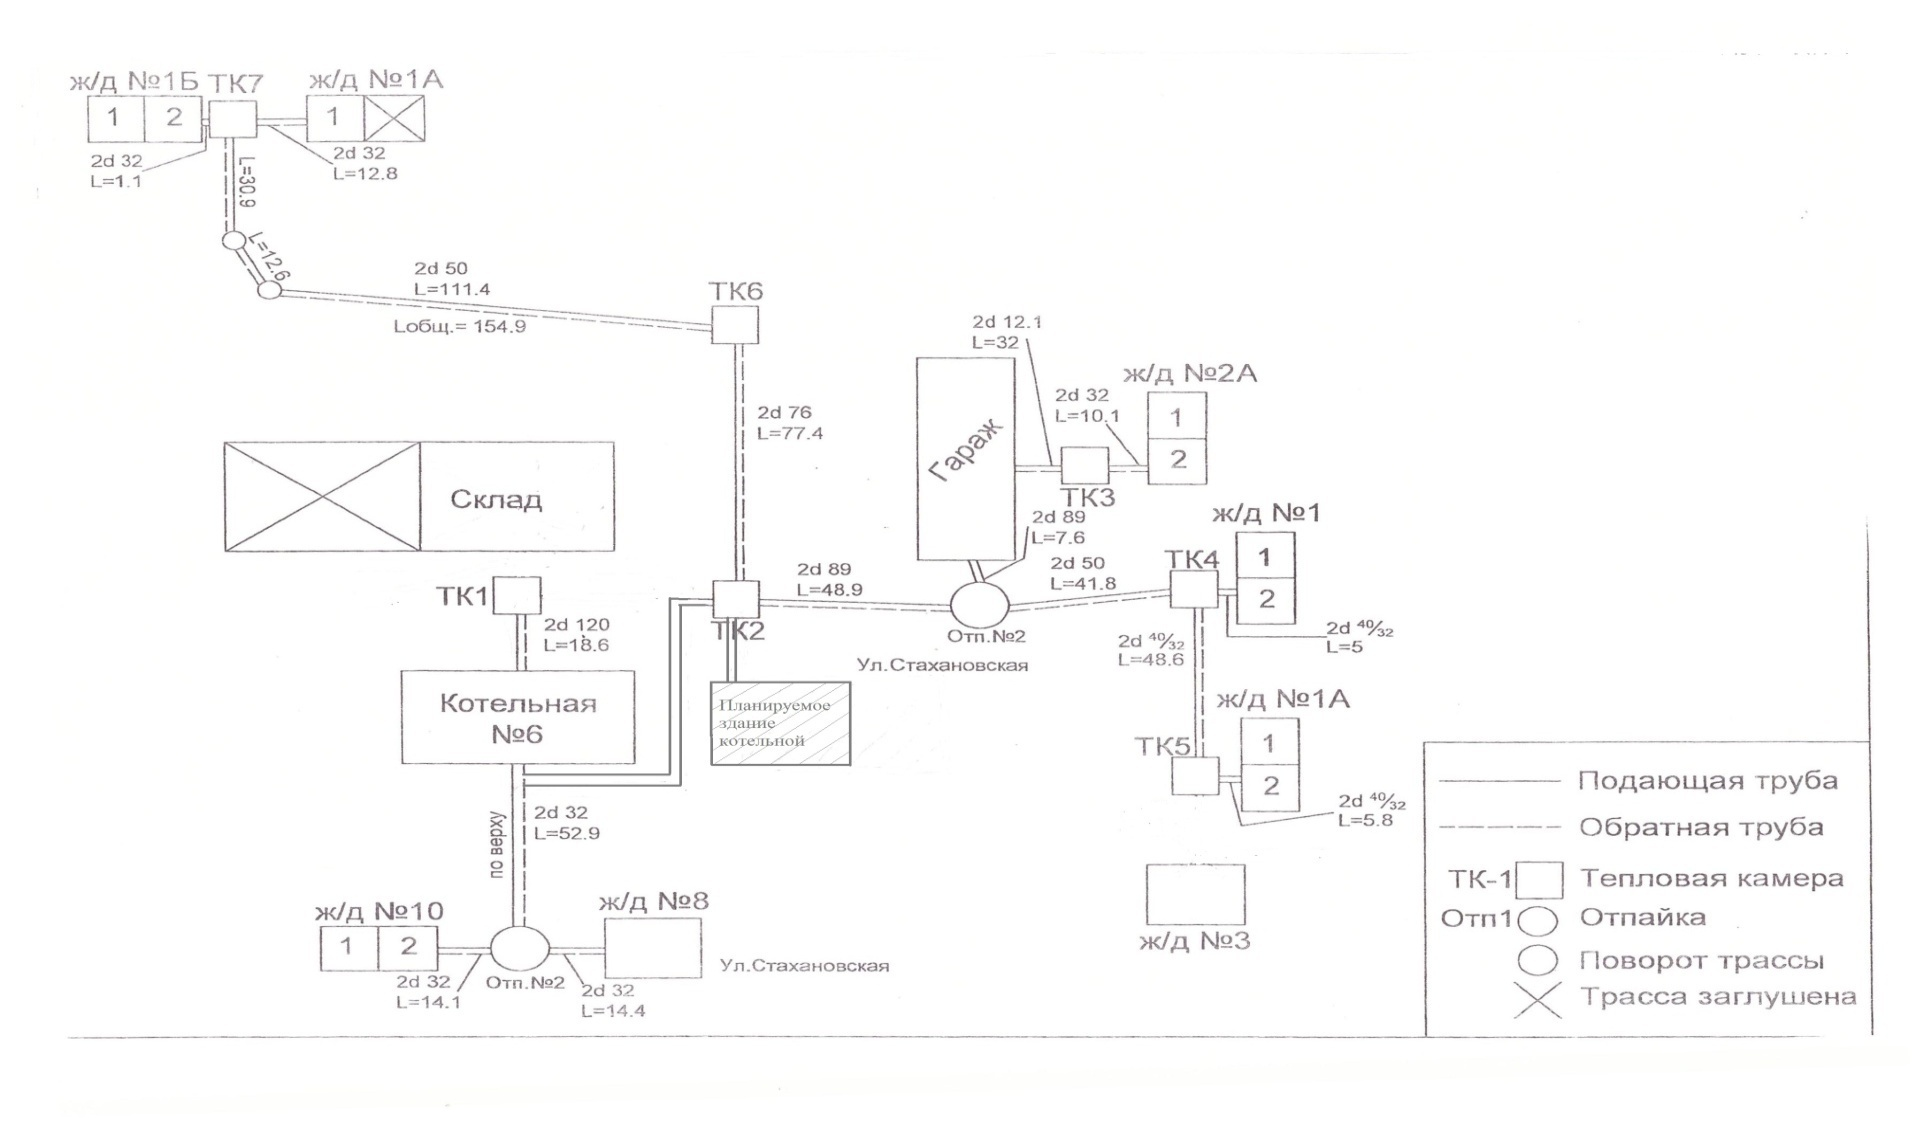 ж/д №1Б
ТК7
ж/д №1А
1
2
1
2d 32
L=1.1
2d 32
L=12.8
L=30.9
L=12.6
2d 50
L=111.4
Lобщ.= 154.9
ТК6
2d 76
L=77.4
2d 12.1
L=32
ж/д №2А
2d 32
L=10.1
1
2
Гараж
ТК3
Склад
2d 89
L=7.6
ж/д №1
1
2
ТК4
2d 50
L=41.8
2d 89
L=48.9
ТК1
2d 120
L=18.6
ТК2
Отп.№2
2d 40/32
L=5
2d 40/32
L=48.6
Ул.Стахановская
Котельная
№6
Планируемое
здание
котельной
ж/д №1А
ТК5
1
2
2d 40/32
L=5.8
2d 32
L=52.9
по верху
ж/д №10
1
2
ж/д №8
2d 32
L=14.1
Отп.№2
2d 32
L=14.4
Ул.Стахановская
ж/д №3
Подающая труба
Обратная труба
ТК-1
Тепловая камера
Отп1
Отпайка
Поворот трассы
Трасса заглушена